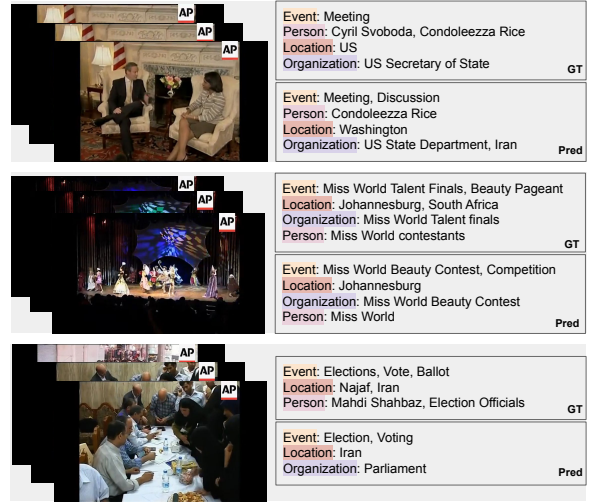 AP
AP
AP
Event: Meeting
Person: Cyril Svoboda, Condoleezza Rice
Location: US
Organization: US Secretary of State
GT
Event: Meeting, Discussion
Person: Condoleezza Rice
Location: Washington
Organization: US State Department, Iran
Pred
AP
AP
AP
Event: Miss World Talent Finals, Beauty Pageant
Location: Johannesburg, South Africa
Organization: Miss World Talent finals
Person: Miss World contestants
GT
Event: Miss World Beauty Contest, Competition
Location: Johannesburg
Organization: Miss World Beauty Contest
Person: Miss World
Pred
AP
AP
AP
Event: Elections, Vote, Ballot
Location: Najaf, Iran
Person: Mahdi Shahbaz, Election Officials
GT
Event: Election, Voting
Location: Iran
Organization: Parliament
Pred